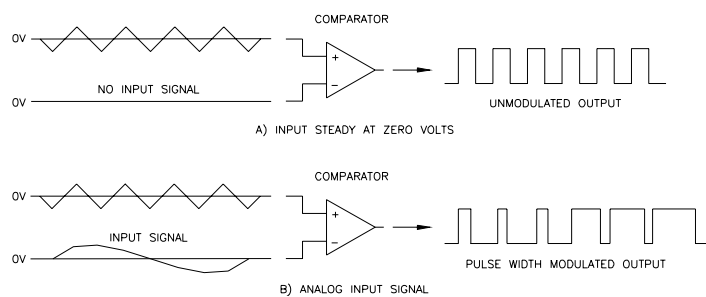 COMPARATOR
0V
+
−
NO INPUT SIGNAL
0V
UNMODULATED OUTPUT
A) INPUT STEADY AT ZERO VOLTS
COMPARATOR
0V
+
−
INPUT SIGNAL
0V
PULSE WIDTH MODULATED OUTPUT
B) ANALOG INPUT SIGNAL